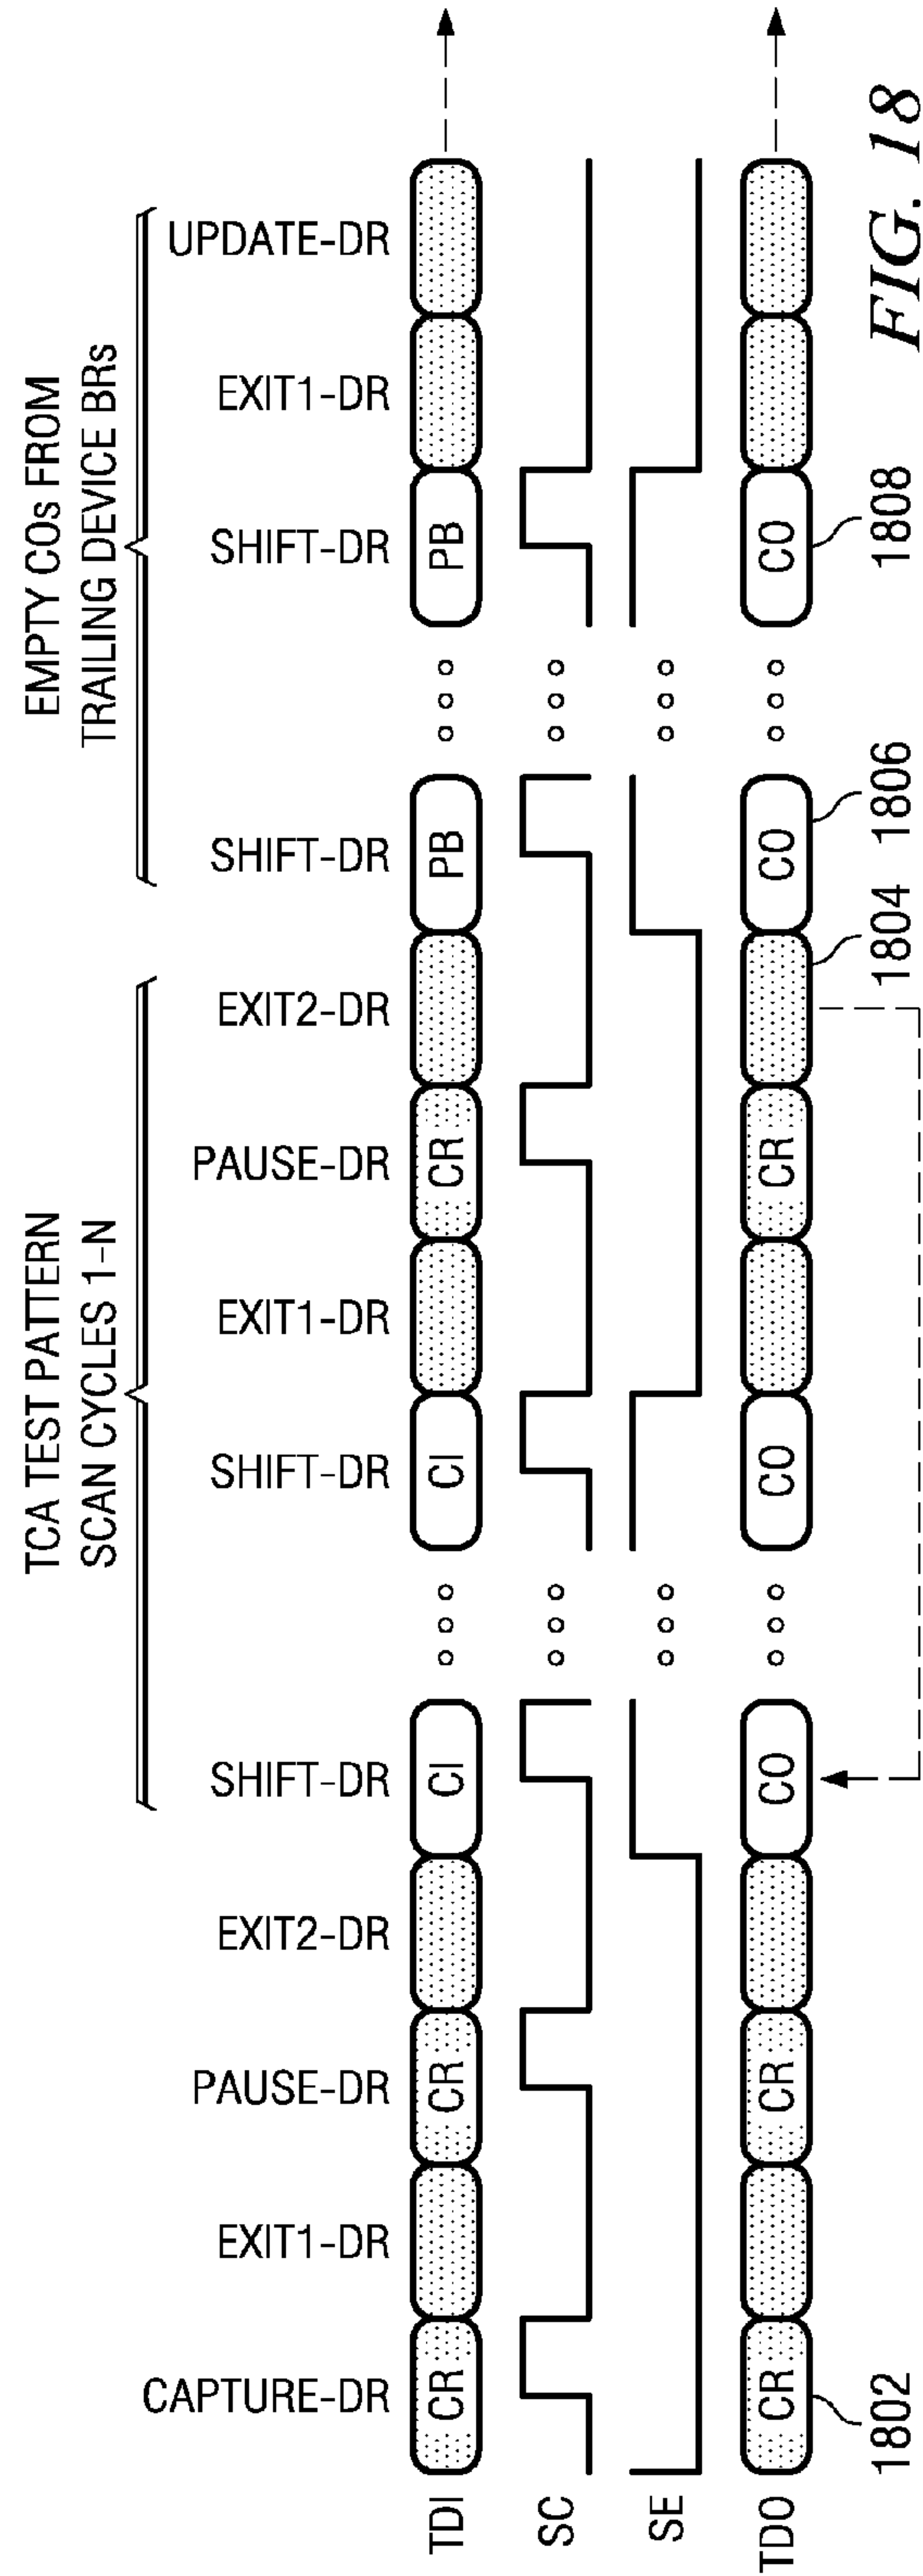 TCA TEST PATTERN
SCAN CYCLES 1-N
EMPTY COs FROM
TRAILING DEVICE BRs
CAPTURE-DR EXIT1-DR PAUSE-DR EXIT2-DR SHIFT-DR SHIFT-DR EXIT1-DR PAUSE-DR EXIT2-DR SHIFT-DR SHIFT-DR EXIT1-DR UPDATE-DR
TDI CR CR CI CI CR PB PB
SC
SE
TDO CR CR CO CO CR CO CO
1802 1804 1806 1808
FIG. 18